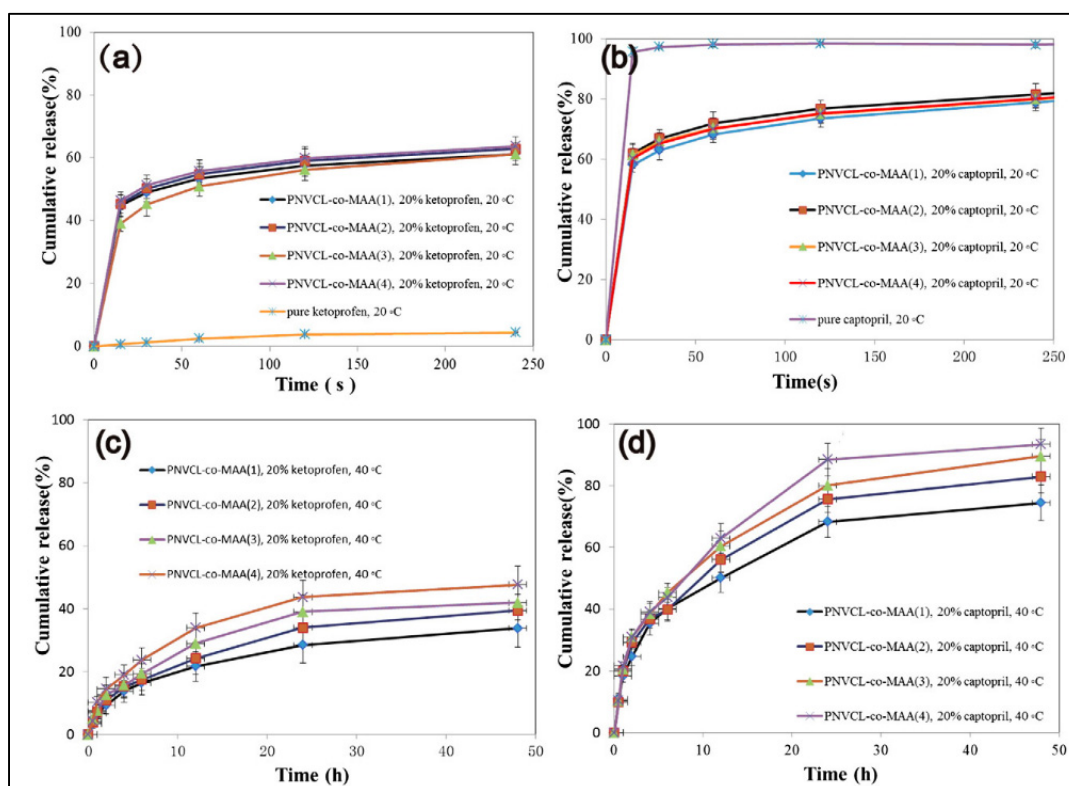 (a)
Cumulative release(%)
100
80
60
40
20
0
PNVCL-co-MAA(1), 20% ketoprofen, 20 °C
PNVCL-co-MAA(2), 20% ketoprofen, 20 °C
PNVCL-co-MAA(3), 20% ketoprofen, 20 °C
PNVCL-co-MAA(4), 20% ketoprofen, 20 °C
pure ketoprofen, 20 °C
0 50 100 150 200 250
Time ( s )
(b)
Cumulative release(%)
100
80
60
40
20
0
PNVCL-co-MAA(1), 20% captopril, 20 °C
PNVCL-co-MAA(2), 20% captopril, 20 °C
PNVCL-co-MAA(3), 20% captopril, 20 °C
PNVCL-co-MAA(4), 20% captopril, 20 °C
pure captopril, 20 °C
0 50 100 150 200 250
Time(s)
(c)
Cumulative release(%)
100
80
60
40
20
0
PNVCL-co-MAA(1), 20% ketoprofen, 40 °C
PNVCL-co-MAA(2), 20% ketoprofen, 40 °C
PNVCL-co-MAA(3), 20% ketoprofen, 40 °C
PNVCL-co-MAA(4), 20% ketoprofen, 40 °C
0 10 20 30 40 50
Time (h)
(d)
Cumulative release(%)
100
80
60
40
20
0
PNVCL-co-MAA(1), 20% captopril, 40 °C
PNVCL-co-MAA(2), 20% captopril, 40 °C
PNVCL-co-MAA(3), 20% captopril, 40 °C
PNVCL-co-MAA(4), 20% captopril, 40 °C
0 10 20 30 40 50
Time (h)